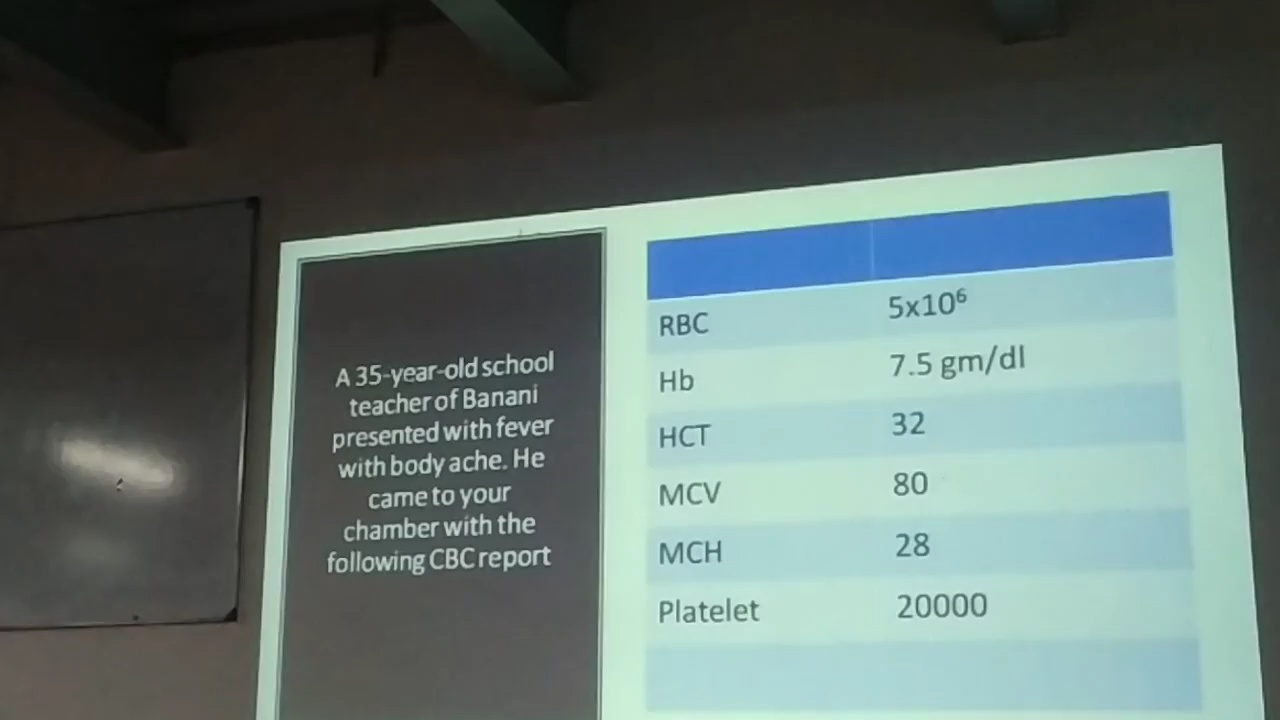 A 35-year-old school
teacher of Banani
presented with fever
with body ache. He
came to your
chamber with the
following CBC report
RBC 5x10⁶
Hb 7.5 gm/dl
HCT 32
MCV 80
MCH 28
Platelet 20000